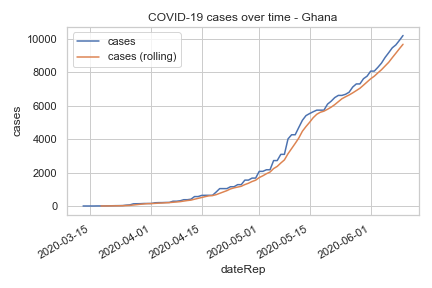 COVID-19 cases over time - Ghana
cases
cases (rolling)
10000
8000
6000
4000
2000
0
cases
2020-03-15
2020-04-01
2020-04-15
2020-05-01
2020-05-15
2020-06-01
dateRep